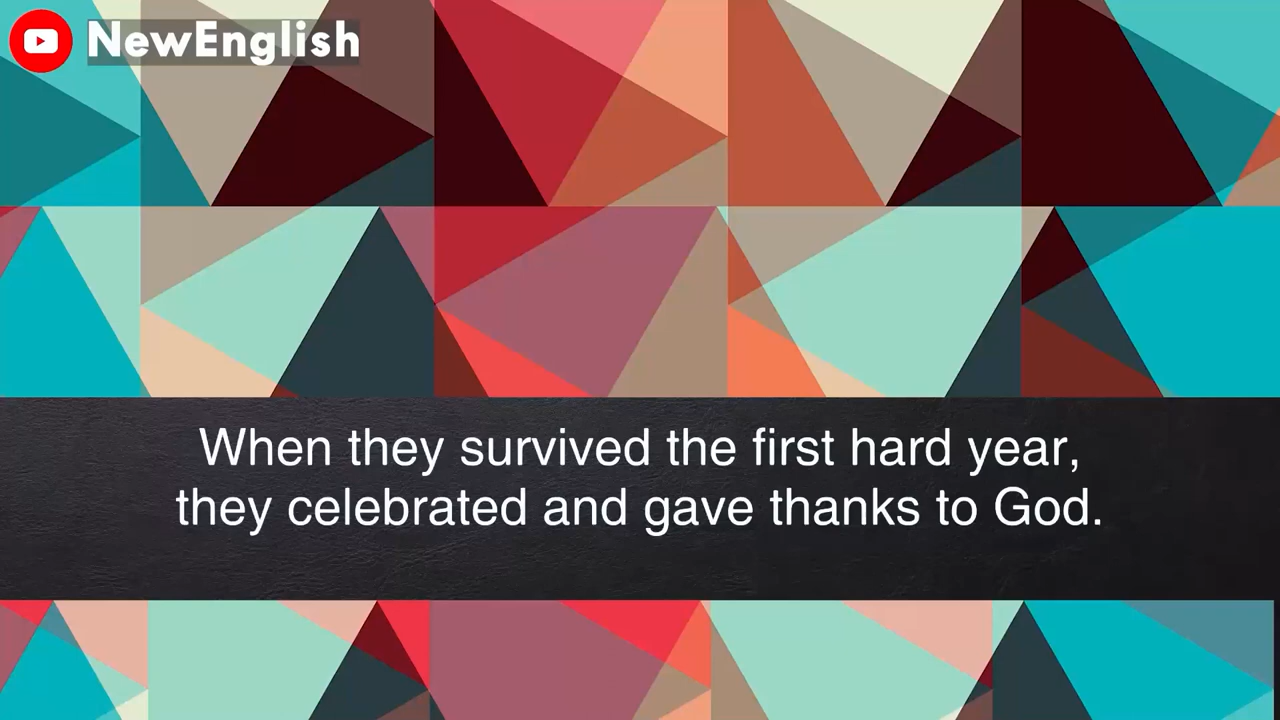 NewEnglish
When they survived the first hard year,
they celebrated and gave thanks to God.